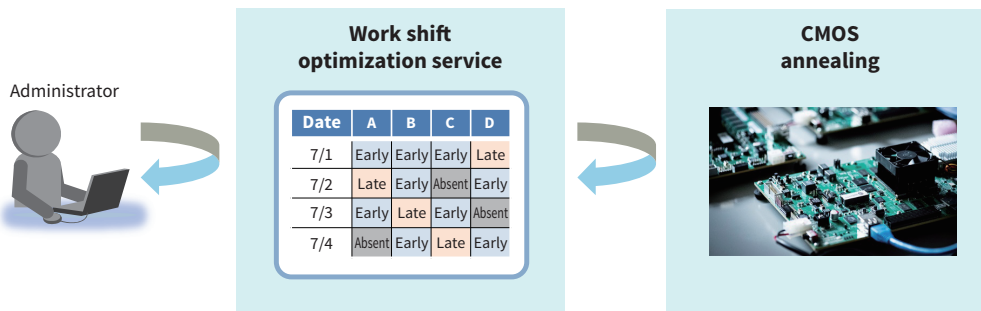 Administrator
Work shift
optimization service
Date A B C D
7/1 Early Early Early Late
7/2 Late Early Absent Early
7/3 Early Late Early Absent
7/4 Absent Early Late Early
CMOS
annealing